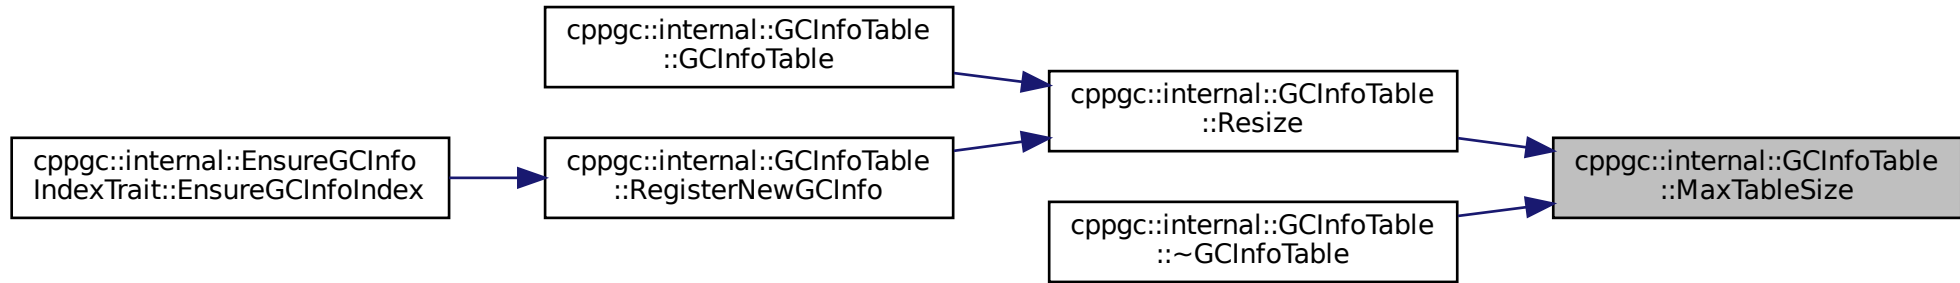 cppgc::internal::GCInfoTable
::GCInfoTable
cppgc::internal::GCInfoTable
::Resize
cppgc::internal::EnsureGCInfo
IndexTrait::EnsureGCInfoIndex
cppgc::internal::GCInfoTable
::RegisterNewGCInfo
cppgc::internal::GCInfoTable
::MaxTableSize
cppgc::internal::GCInfoTable
::~GCInfoTable